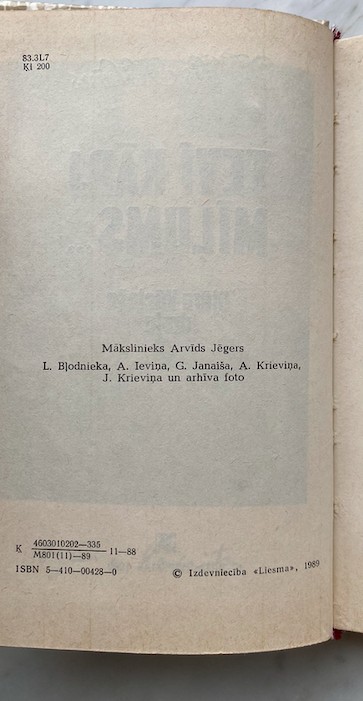 83.3L7
Ķl 200
Mākslinieks Arvīds Jēgers
L. Bļodnieka, A. Ieviņa, G. Janaiša, A. Krieviņa,
J. Krieviņa un arhīva foto
Ķ 4603010202—335 11—88
M801(11)—89
ISBN 5—410—00428—0
© Izdevniecība «Liesma», 1989